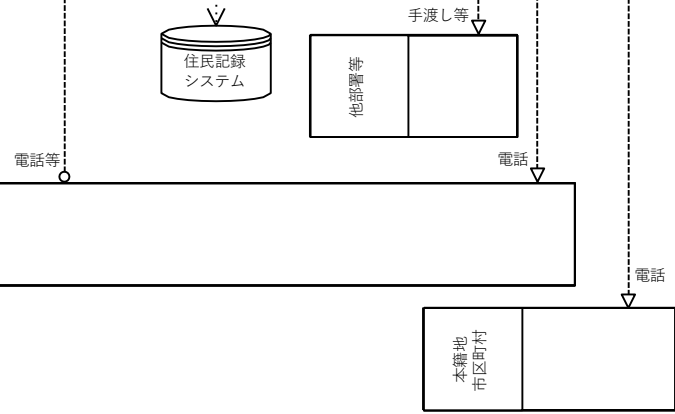 手渡し等
住民記録
システム
他部署等
電話等
電話
電話
本籍地
市区町村